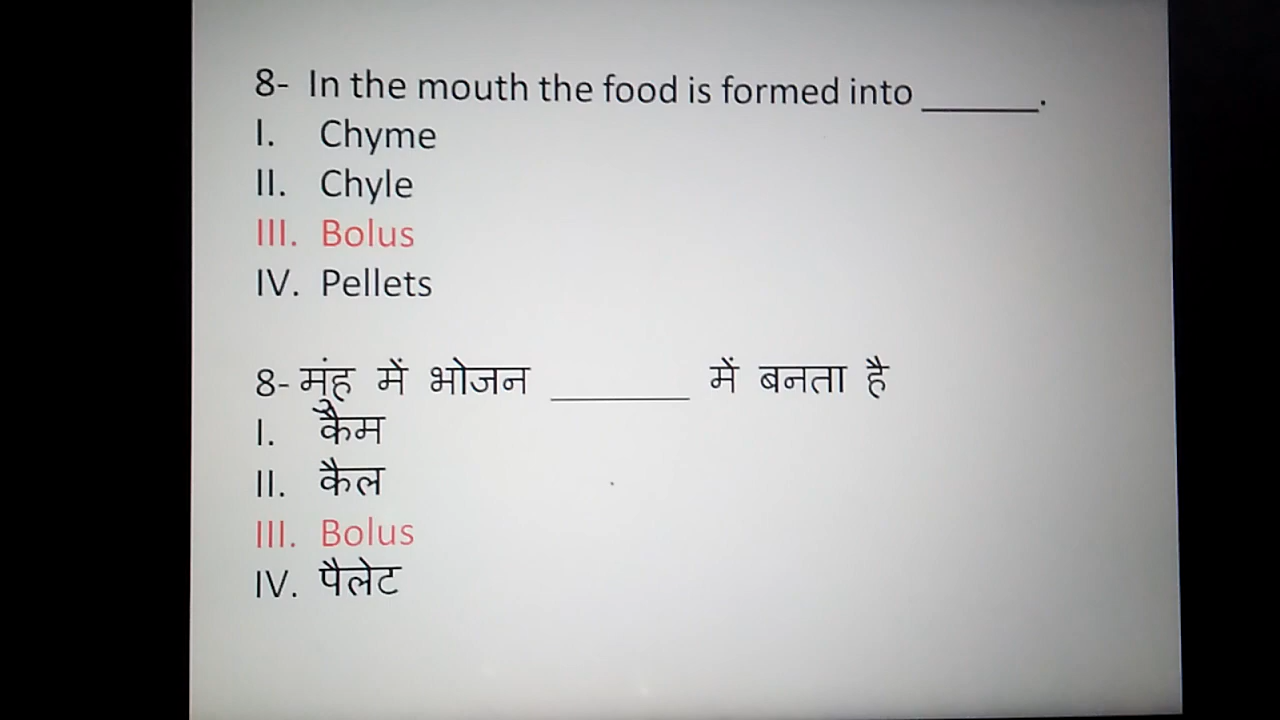 8- In the mouth the food is formed into ______.
I. Chyme
II. Chyle
III. Bolus
IV. Pellets
8- मुंह में भोजन _______ में बनता है
I. कैम
II. कैल
III. Bolus
IV. पैलेट